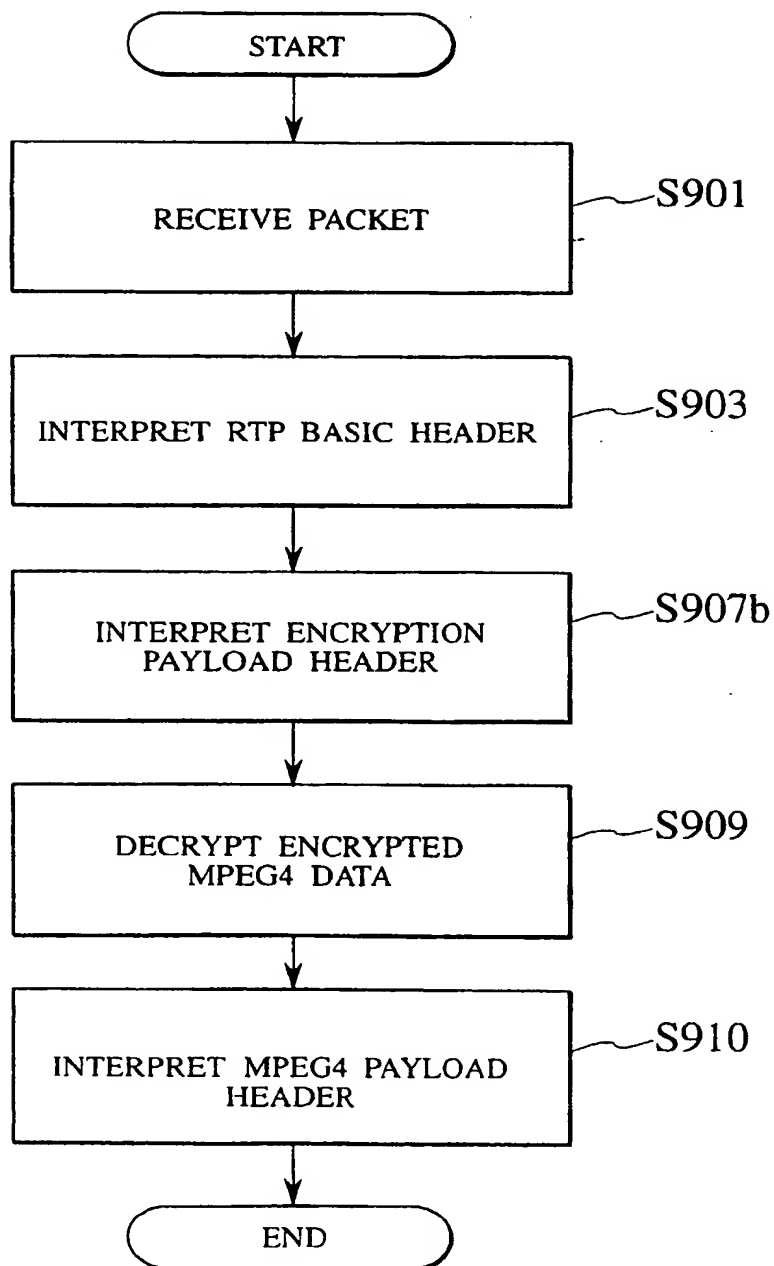 START
RECEIVE PACKET
S901
INTERPRET RTP BASIC HEADER
S903
INTERPRET ENCRYPTION
PAYLOAD HEADER
S907b
DECRYPT ENCRYPTED
MPEG4 DATA
S909
INTERPRET MPEG4 PAYLOAD
HEADER
S910
END